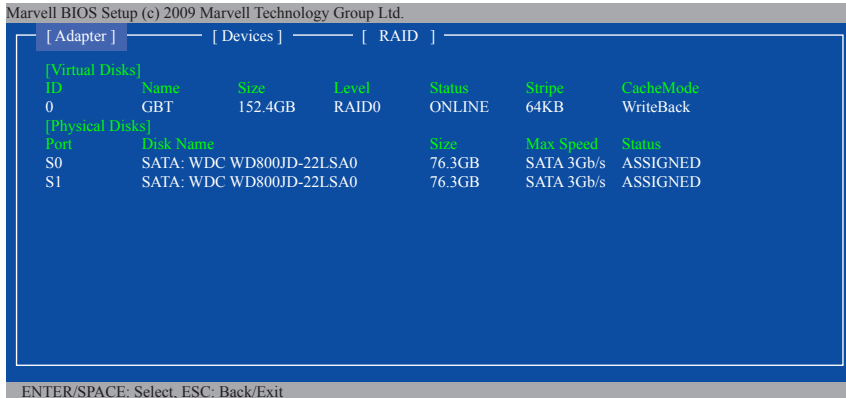 Marvell BIOS Setup (c) 2009 Marvell Technology Group Ltd.
[ Adapter ] [ Devices ] [ RAID ]
[Virtual Disks]
ID Name Size Level Status Stripe CacheMode
0 GBT 152.4GB RAID0 ONLINE 64KB WriteBack
[Physical Disks]
Port Disk Name Size Max Speed Status
S0 SATA: WDC WD800JD-22LSA0 76.3GB SATA 3Gb/s ASSIGNED
S1 SATA: WDC WD800JD-22LSA0 76.3GB SATA 3Gb/s ASSIGNED
ENTER/SPACE: Select, ESC: Back/Exit